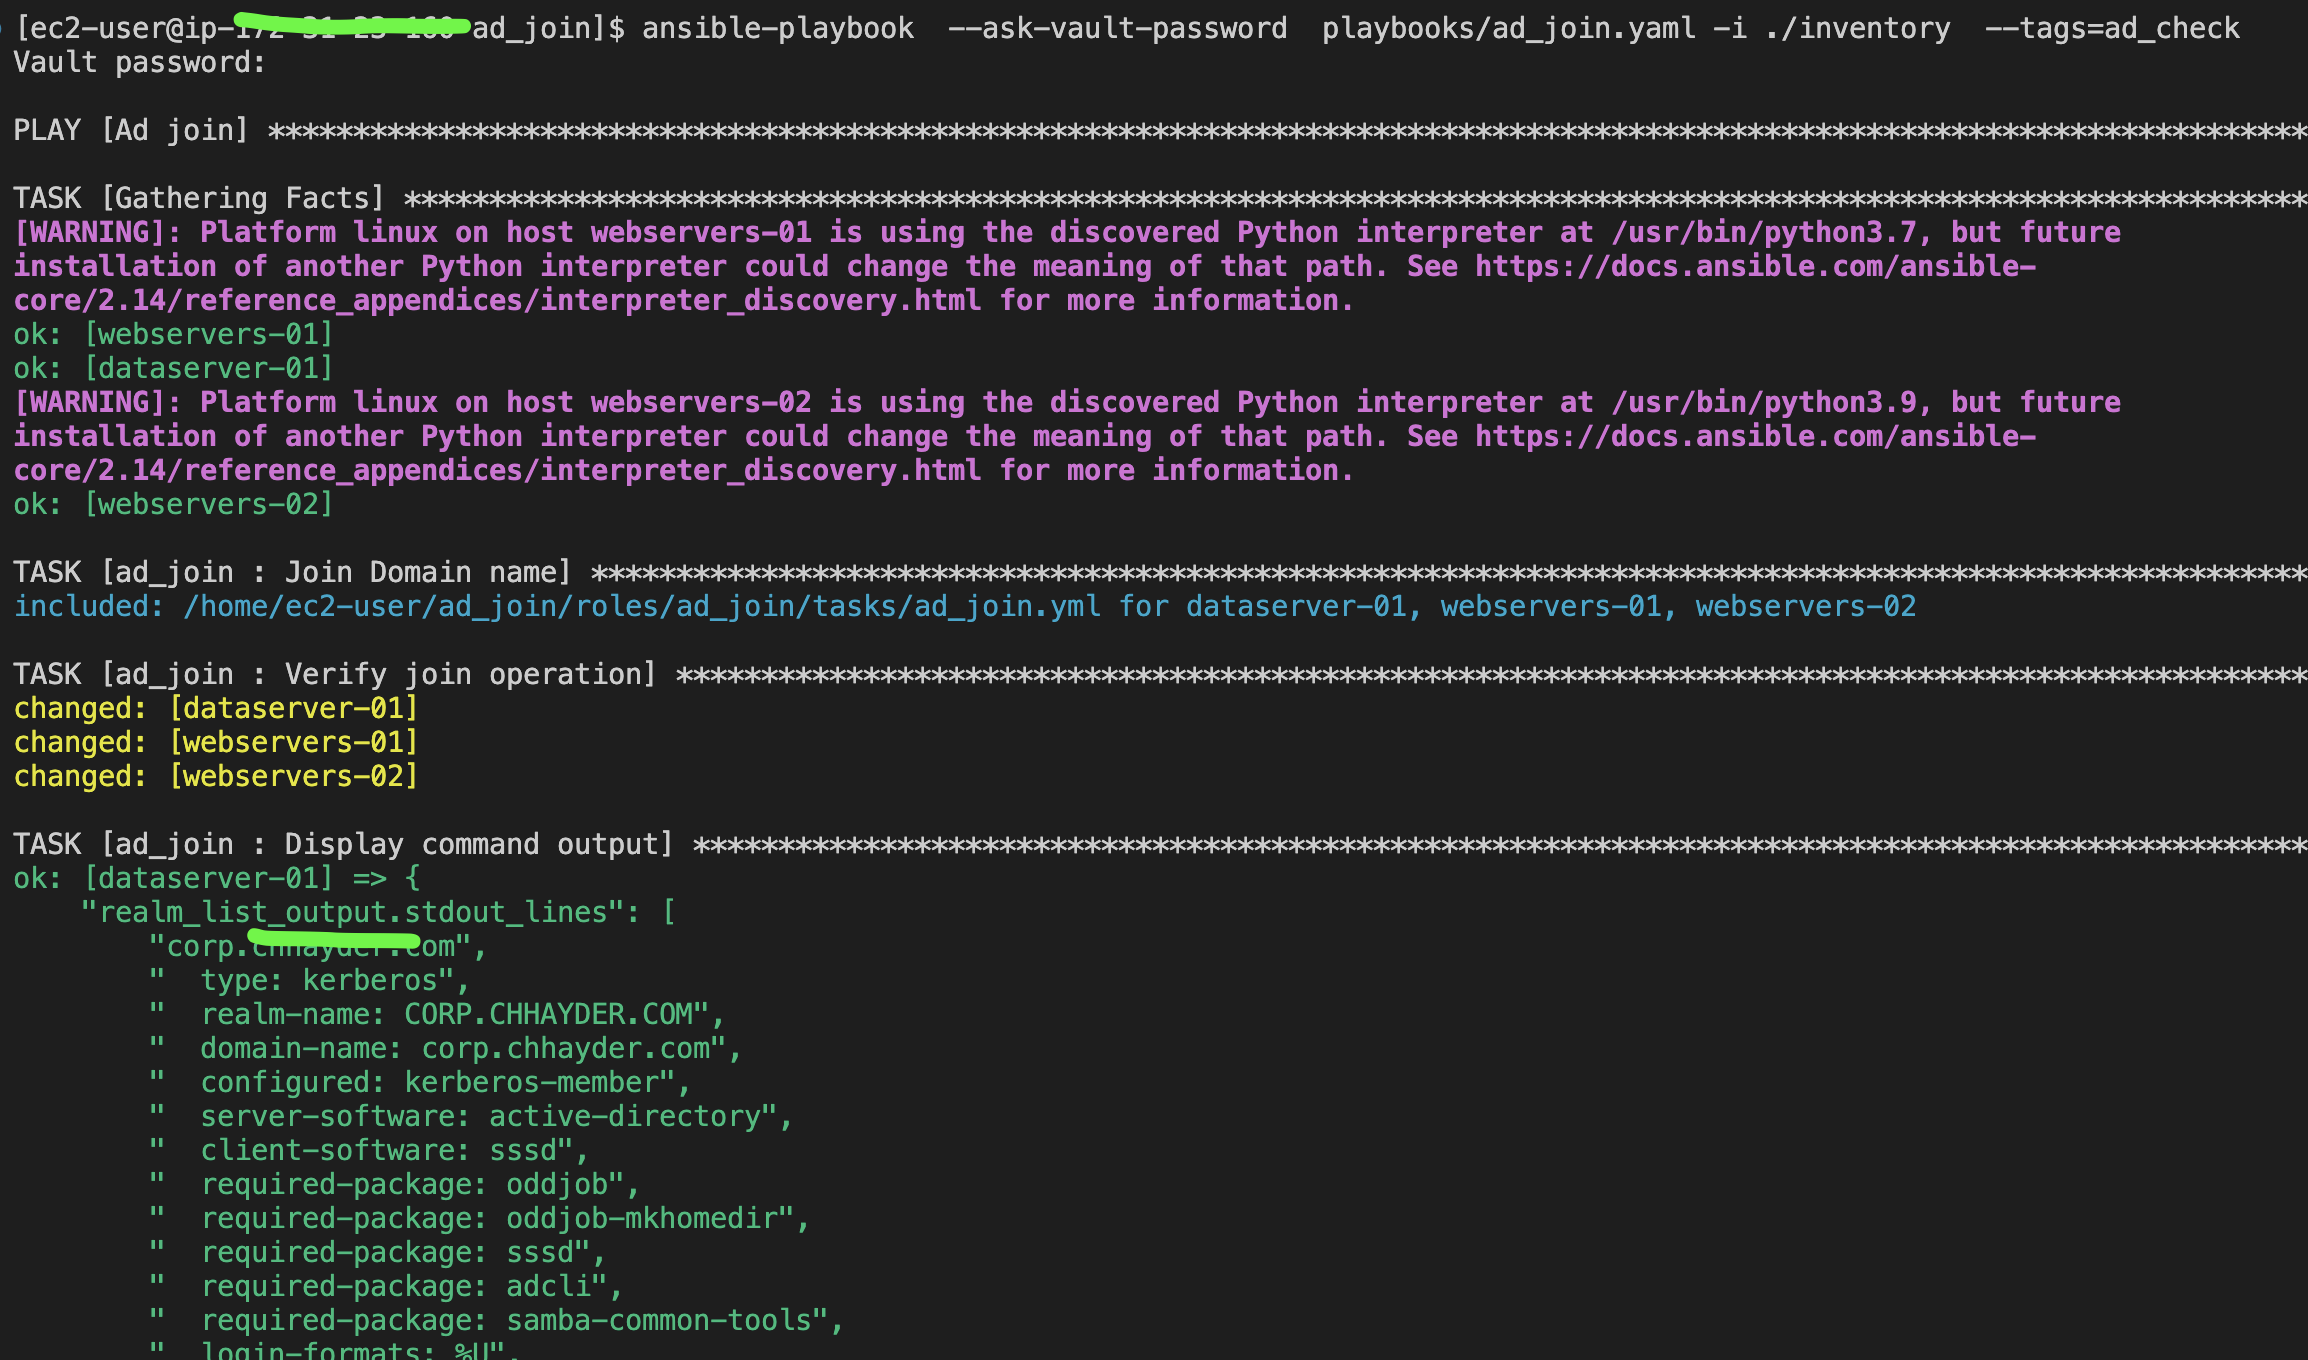 [ec2-user@ip- ad_join]$ ansible-playbook  --ask-vault-password  playbooks/ad_join.yaml -i ./inventory  --tags=ad_check
Vault password:
PLAY [Ad join] ************************************************************************************************************************
TASK [Gathering Facts] ****************************************************************************************************************
[WARNING]: Platform linux on host webservers-01 is using the discovered Python interpreter at /usr/bin/python3.7, but future
installation of another Python interpreter could change the meaning of that path. See https://docs.ansible.com/ansible-
core/2.14/reference_appendices/interpreter_discovery.html for more information.
ok: [webservers-01]
ok: [dataserver-01]
[WARNING]: Platform linux on host webservers-02 is using the discovered Python interpreter at /usr/bin/python3.9, but future
installation of another Python interpreter could change the meaning of that path. See https://docs.ansible.com/ansible-
core/2.14/reference_appendices/interpreter_discovery.html for more information.
ok: [webservers-02]
TASK [ad_join : Join Domain name] *****************************************************************************************************
included: /home/ec2-user/ad_join/roles/ad_join/tasks/ad_join.yml for dataserver-01, webservers-01, webservers-02
TASK [ad_join : Verify join operation] ************************************************************************************************
changed: [dataserver-01]
changed: [webservers-01]
changed: [webservers-02]
TASK [ad_join : Display command output] ***********************************************************************************************
ok: [dataserver-01] => {
    "realm_list_output.stdout_lines": [
        "corp.chhayder.com",
        "  type: kerberos",
        "  realm-name: CORP.CHHAYDER.COM",
        "  domain-name: corp.chhayder.com",
        "  configured: kerberos-member",
        "  server-software: active-directory",
        "  client-software: sssd",
        "  required-package: oddjob",
        "  required-package: oddjob-mkhomedir",
        "  required-package: sssd",
        "  required-package: adcli",
        "  required-package: samba-common-tools",
        "  login-formats: %U",